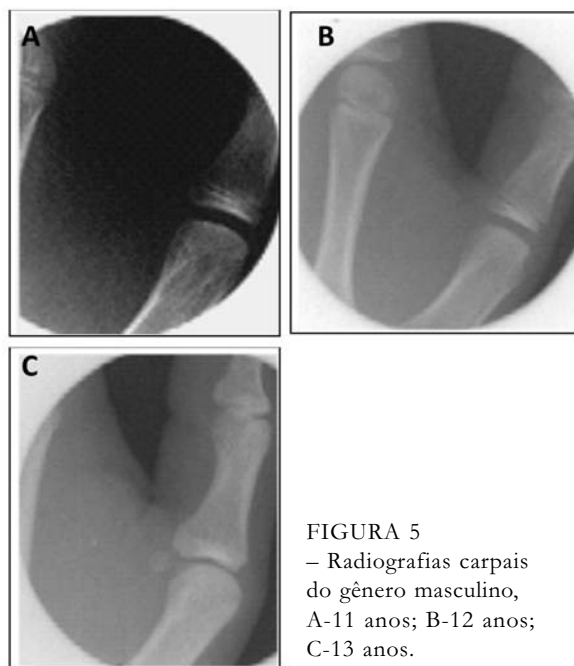 A
B
C
FIGURA 5
– Radiografias carpais
do gênero masculino,
A-11 anos; B-12 anos;
C-13 anos.